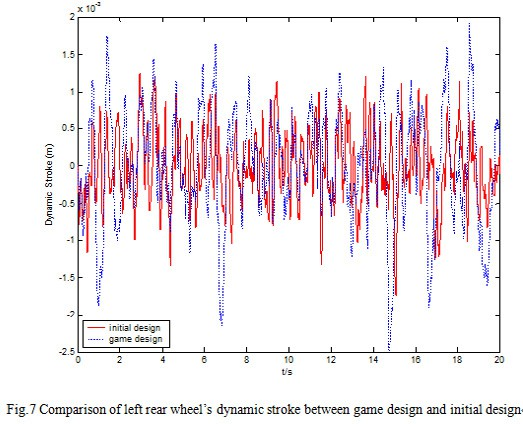 x 10⁻³
2
1.5
1
0.5
0
-0.5
-1
-1.5
-2
-2.5
Dynamic Stroke (m)
initial design
game design
0 2 4 6 8 10 12 14 16 18 20
t/s
Fig.7 Comparison of left rear wheel's dynamic stroke between game design and initial design